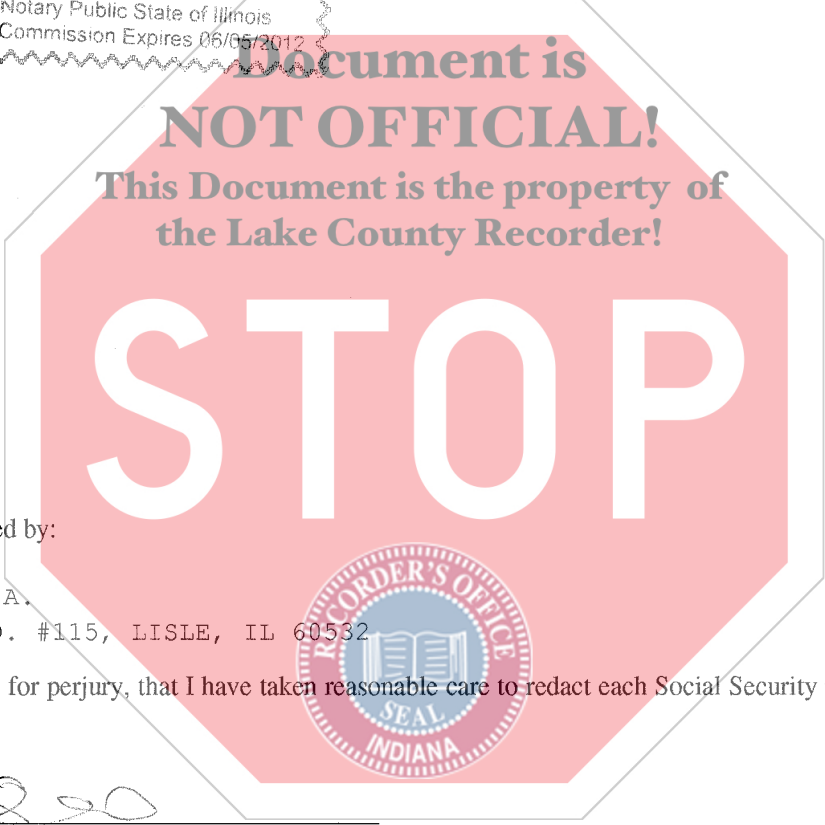 Notary Public State of Illinois
Commission Expires 06/05/2012
Document is
NOT OFFICIAL!
This Document is the property of
the Lake County Recorder!
STOP
ed by:
A.
. #115, LISLE, IL 60532
RECORDER'S OFFICE
for perjury, that I have taken reasonable care to redact each Social Security
SEAL
INDIANA